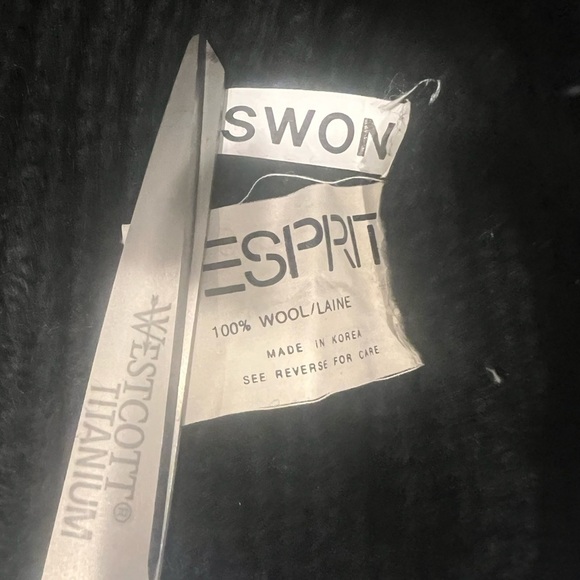 SWON
ESPRIT
100% WOOL/LAINE
MADE IN KOREA
SEE REVERSE FOR CARE
WESTCOTT®
TITANIUM